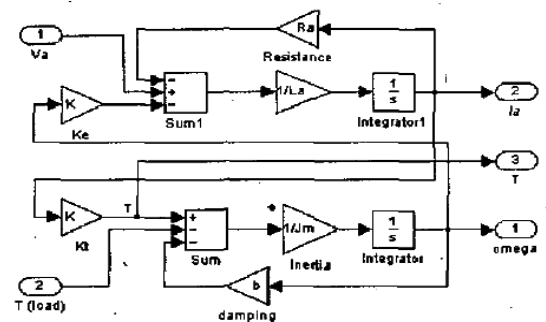 1
Va
Ra
Resistance
−
+
−
Sum1
1/La
1
s
Integrator1
i
2
Ia
K
Ke
3
T
K
Kt
T
+
−
−
Sum
1/Jm
Inertia
1
s
Integrator
1
omega
2
T (load)
b
damping